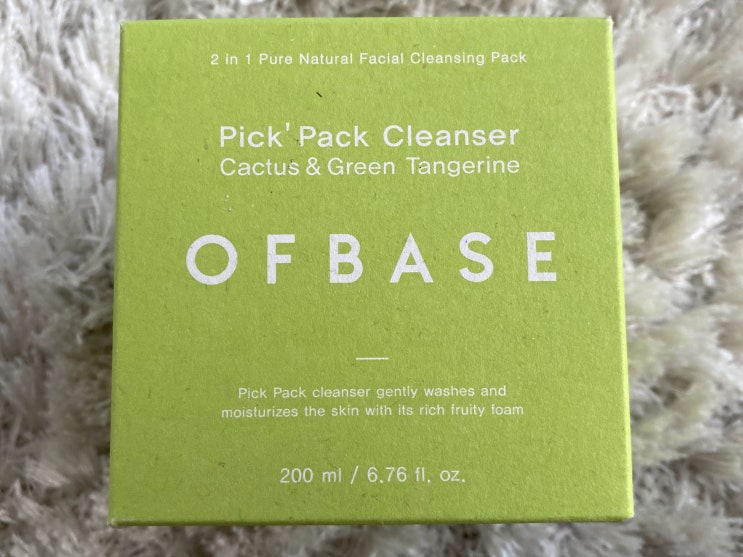 2 in 1 Pure Natural Facial Cleansing Pack
Pick' Pack Cleanser
Cactus & Green Tangerine
OFBASE
Pick Pack cleanser gently washes and
moisturizes the skin with its rich fruity foam
200 ml / 6.76 fl. oz.